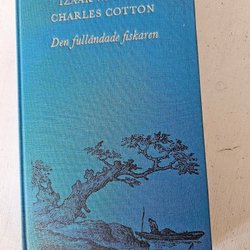 IZAAK
CHARLES COTTON
Den fulländade fiskaren